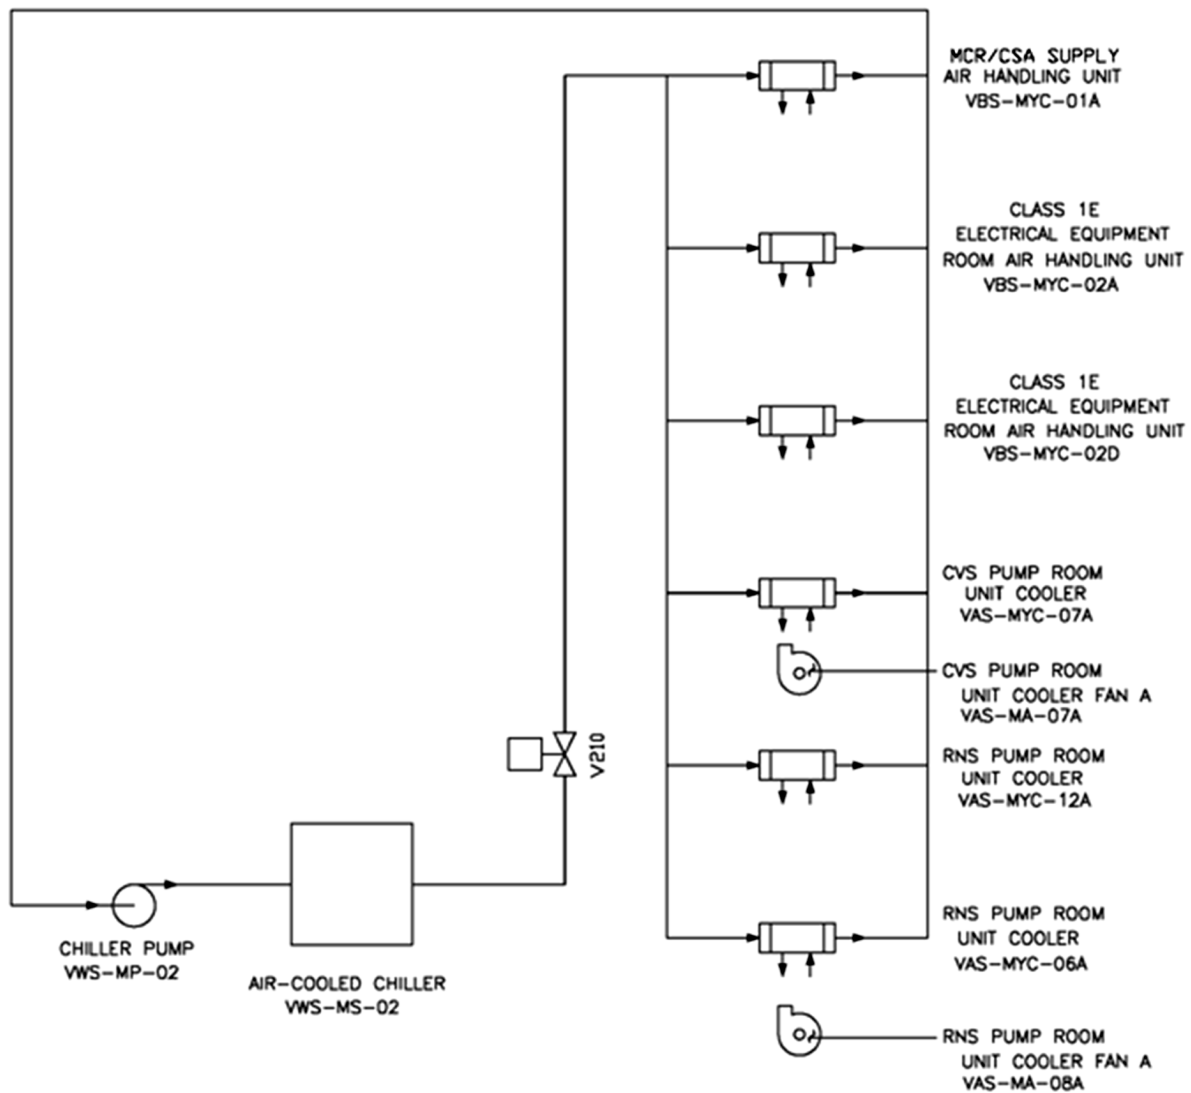 MCR/CSA SUPPLY
AIR HANDLING UNIT
VBS-MYC-01A
CLASS 1E
ELECTRICAL EQUIPMENT
ROOM AIR HANDLING UNIT
VBS-MYC-02A
CLASS 1E
ELECTRICAL EQUIPMENT
ROOM AIR HANDLING UNIT
VBS-MYC-02D
CVS PUMP ROOM
UNIT COOLER
VAS-MYC-07A
CVS PUMP ROOM
UNIT COOLER FAN A
VAS-MA-07A
V210
RNS PUMP ROOM
UNIT COOLER
VAS-MYC-12A
RNS PUMP ROOM
UNIT COOLER
VAS-MYC-06A
CHILLER PUMP
VWS-MP-02
AIR-COOLED CHILLER
VWS-MS-02
RNS PUMP ROOM
UNIT COOLER FAN A
VAS-MA-08A